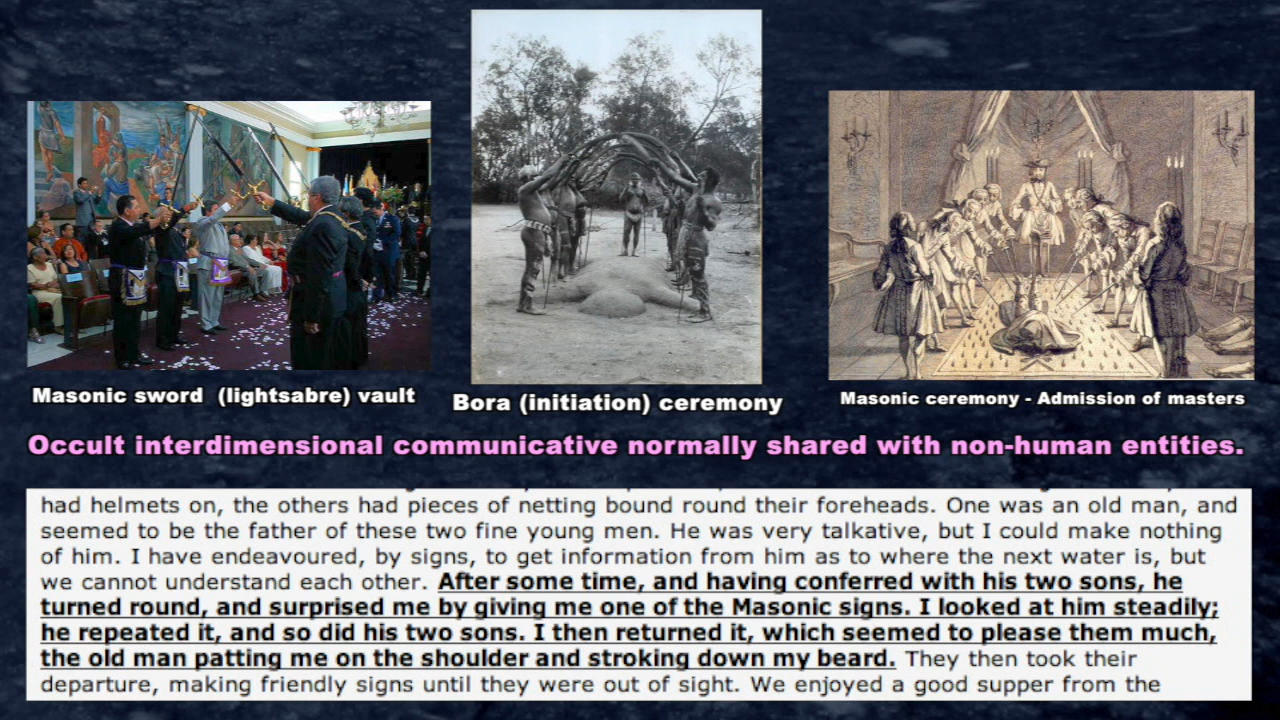 Masonic sword (lightsabre) vault
Bora (initiation) ceremony
Masonic ceremony - Admission of masters
Occult interdimensional communicative normally shared with non-human entities.
had helmets on, the others had pieces of netting bound round their foreheads. One was an old man, and
seemed to be the father of these two fine young men. He was very talkative, but I could make nothing
of him. I have endeavoured, by signs, to get information from him as to where the next water is, but
we cannot understand each other. After some time, and having conferred with his two sons, he
turned round, and surprised me by giving me one of the Masonic signs. I looked at him steadily;
he repeated it, and so did his two sons. I then returned it, which seemed to please them much,
the old man patting me on the shoulder and stroking down my beard. They then took their
departure, making friendly signs until they were out of sight. We enjoyed a good supper from the